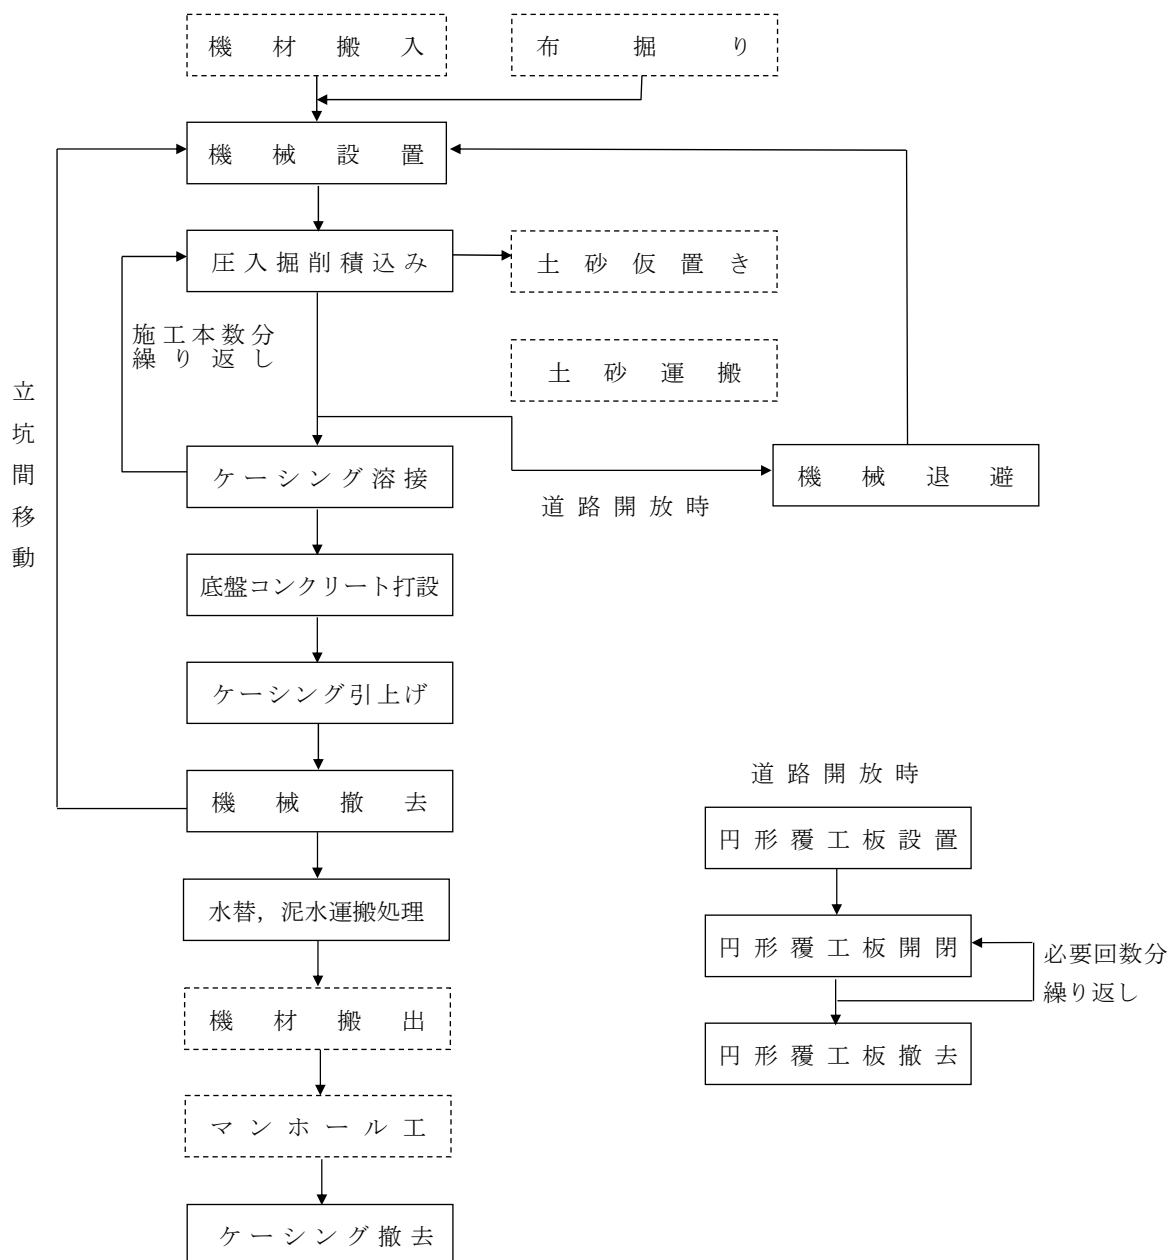 機材搬入
布掘り
機械設置
圧入掘削積込み
土砂仮置き
施工本数分
繰り返し
土砂運搬
立坑間移動
ケーシング溶接
機械退避
道路開放時
底盤コンクリート打設
ケーシング引上げ
機械撤去
道路開放時
円形覆工板設置
水替，泥水運搬処理
円形覆工板開閉
必要回数分
繰り返し
機材搬出
円形覆工板撤去
マンホール工
ケーシング撤去